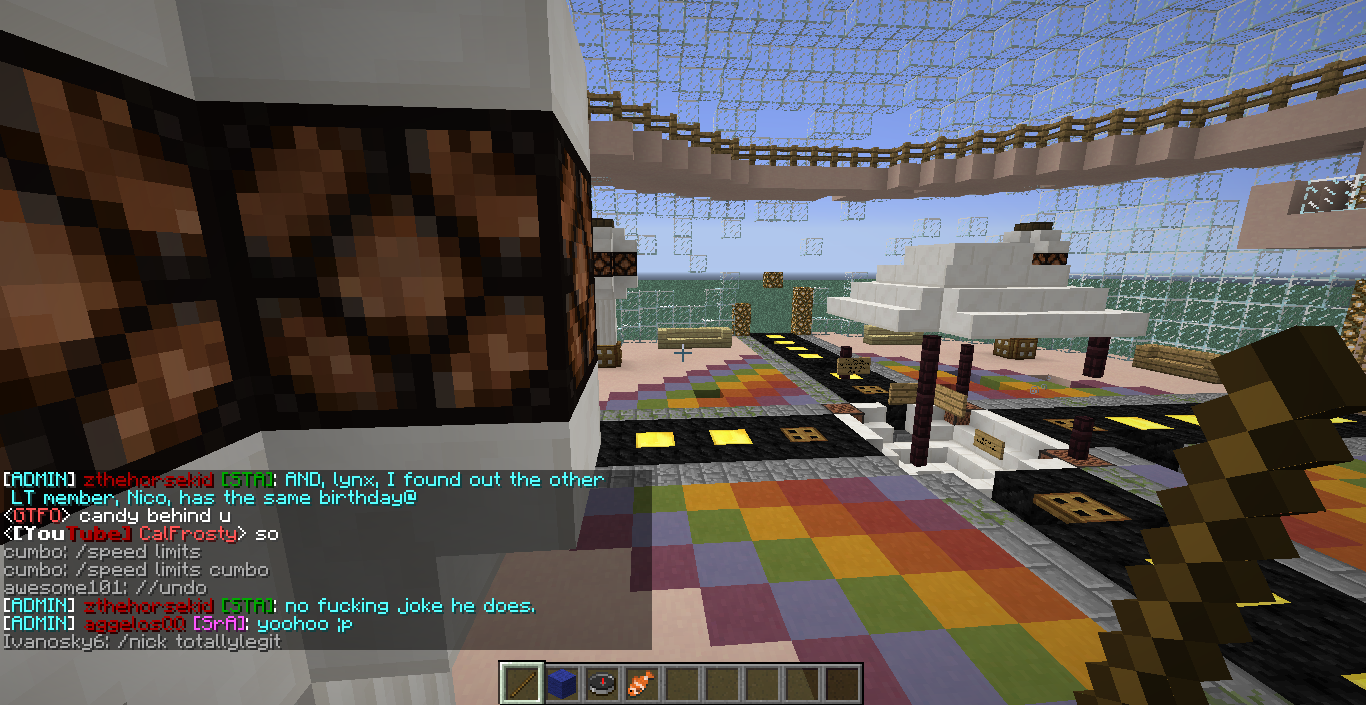 [ADMIN] zthehorsekid [STA]: AND, lynx, I found out the other
LT member, Nico, has the same birthday@
<GTFO> candy behind u
<[YouTube] CalFrosty> so
cumbo: /speed limits
cumbo: /speed limits cumbo
awesome101: //undo
[ADMIN] zthehorsekid [STA]: no fucking joke he does.
[ADMIN] aggelos00 [SrA]: yoohoo ;p
Ivanosky6: /nick totallylegit